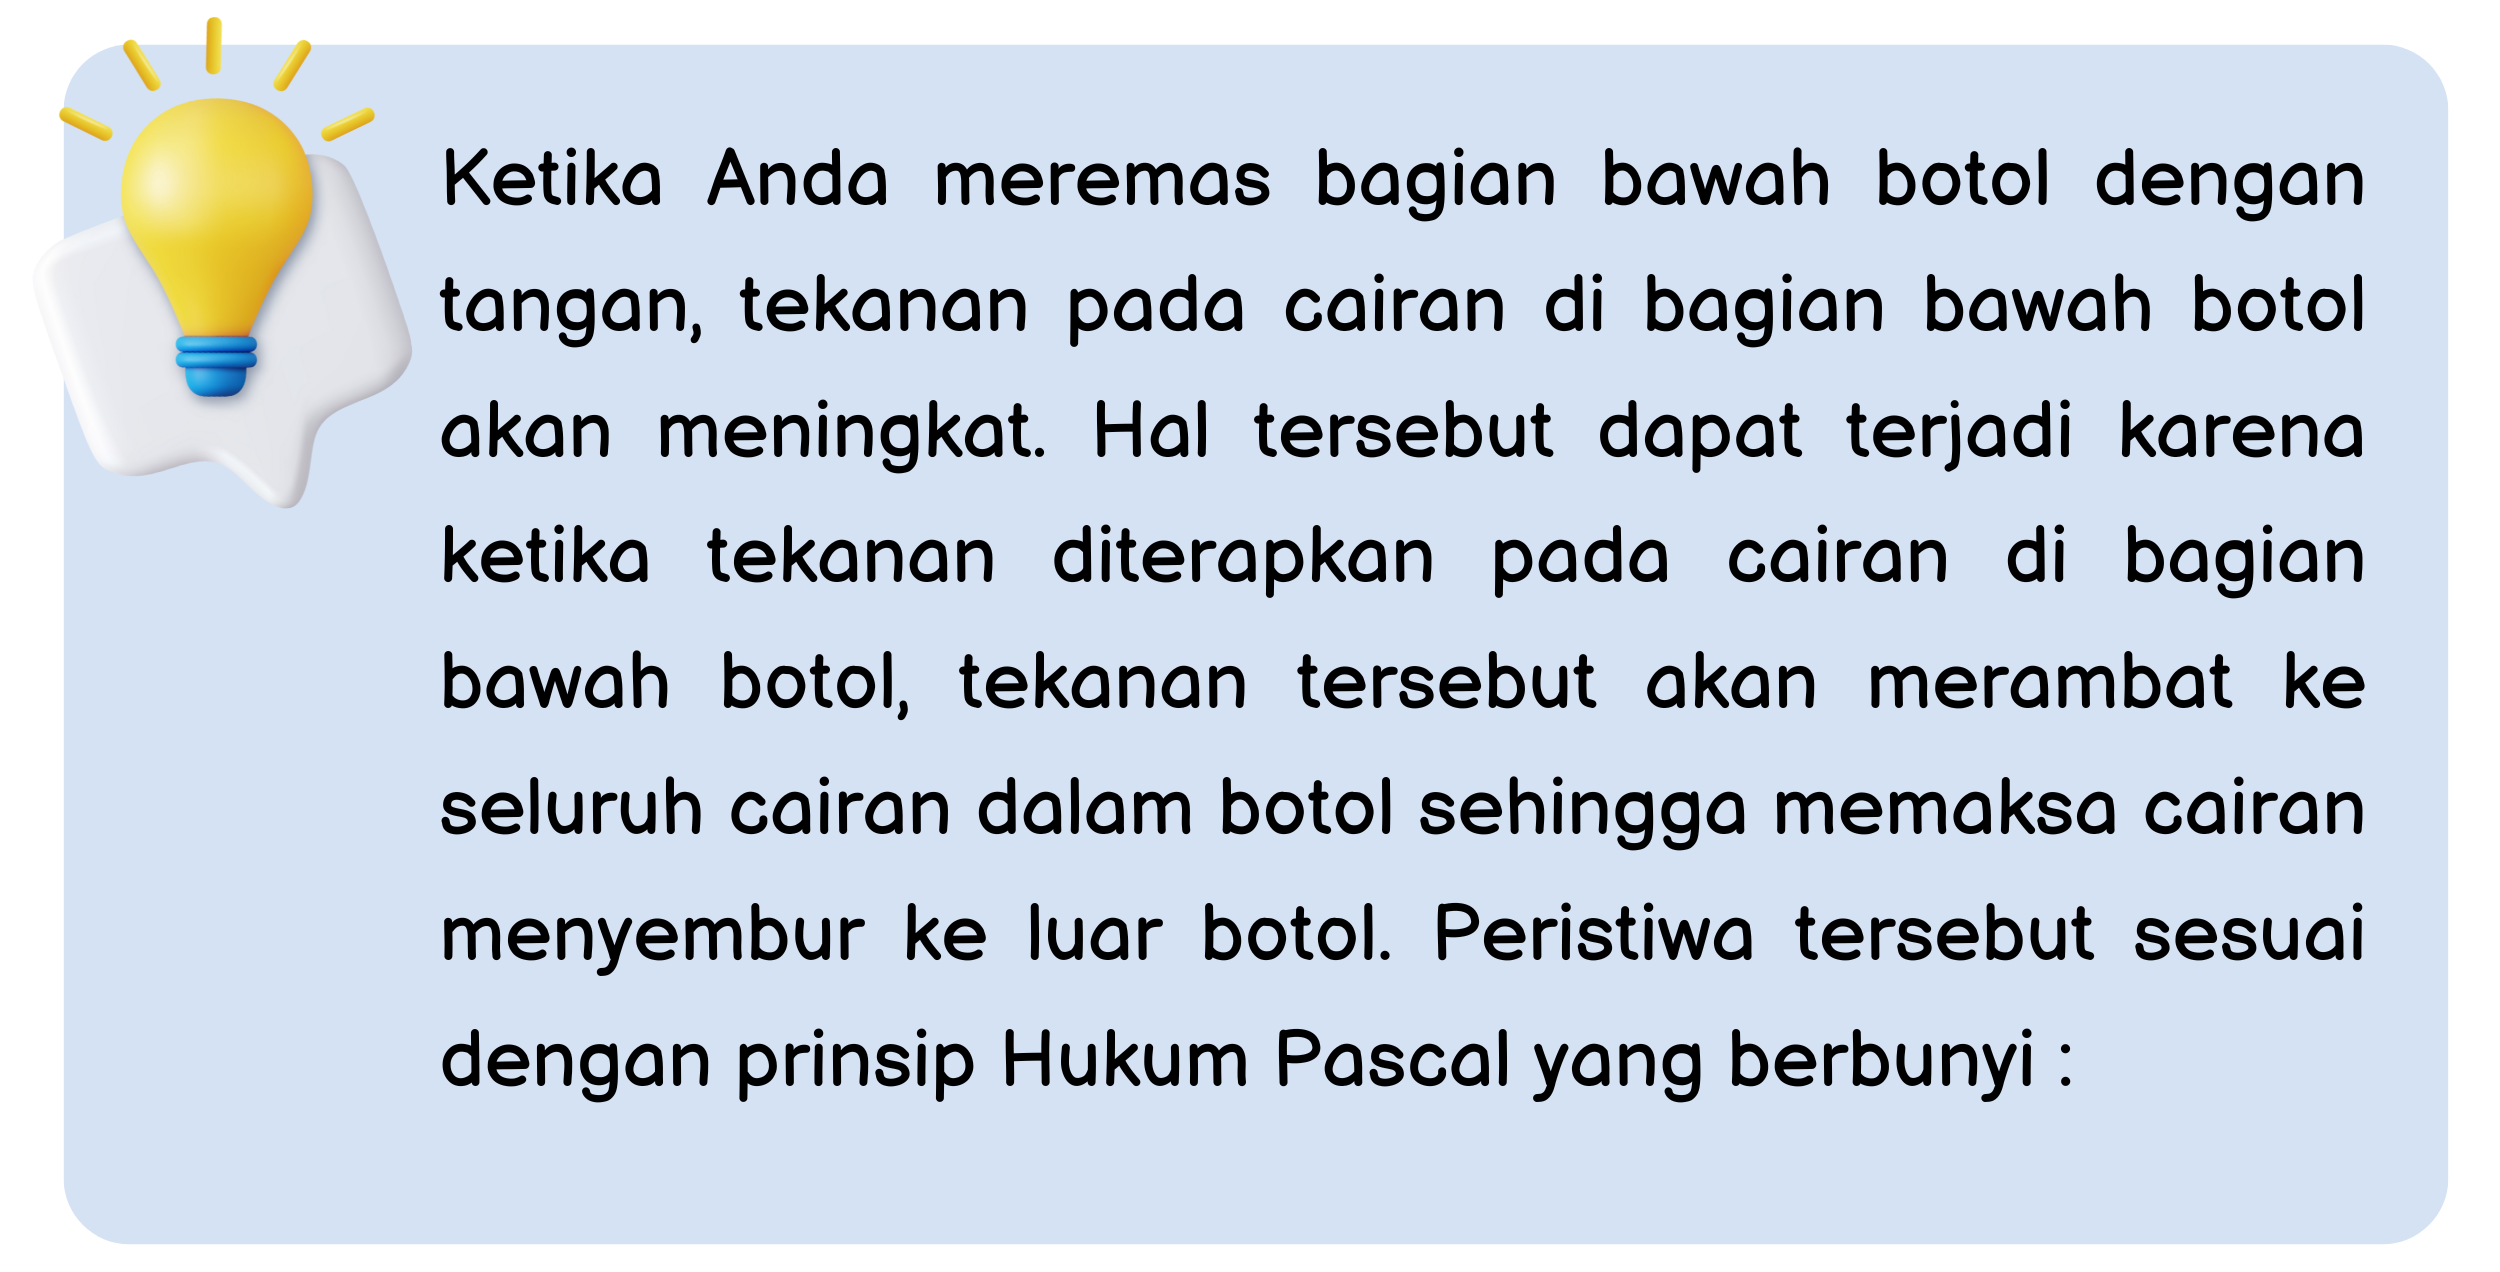 Ketika Anda meremas bagian bawah botol dengan
tangan, tekanan pada cairan di bagian bawah botol
akan meningkat. Hal tersebut dapat terjadi karena
ketika tekanan diterapkan pada cairan di bagian
bawah botol, tekanan tersebut akan merambat ke
seluruh cairan dalam botol sehingga memaksa cairan
menyembur ke luar botol. Peristiwa tersebut sesuai
dengan prinsip Hukum Pascal yang berbunyi :